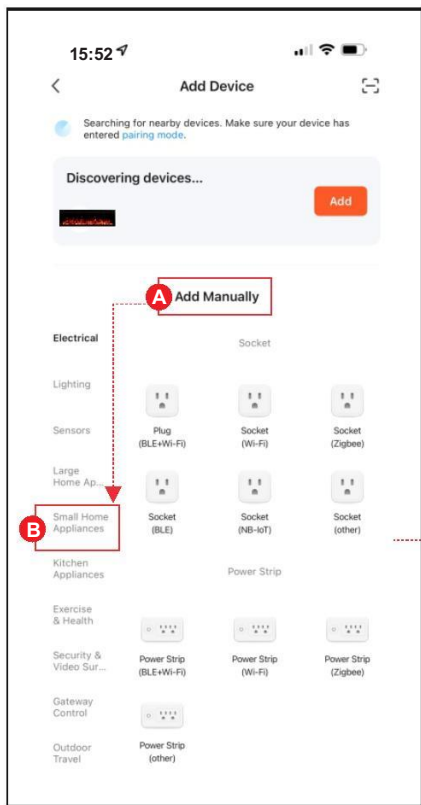 15:52
Add Device
Searching for nearby devices. Make sure your device has
entered pairing mode.
Discovering devices...
Add
A
Add Manually
Electrical
Socket
Lighting
Plug
(BLE+Wi-Fi)
Socket
(Wi-Fi)
Socket
(Zigbee)
Sensors
Large
Home Ap...
B
Small Home
Appliances
Socket
(BLE)
Socket
(NB-IoT)
Socket
(other)
Kitchen
Appliances
Power Strip
Exercise
& Health
Security &
Video Sur...
Power Strip
(BLE+Wi-Fi)
Power Strip
(Wi-Fi)
Power Strip
(Zigbee)
Gateway
Control
Outdoor
Travel
Power Strip
(other)